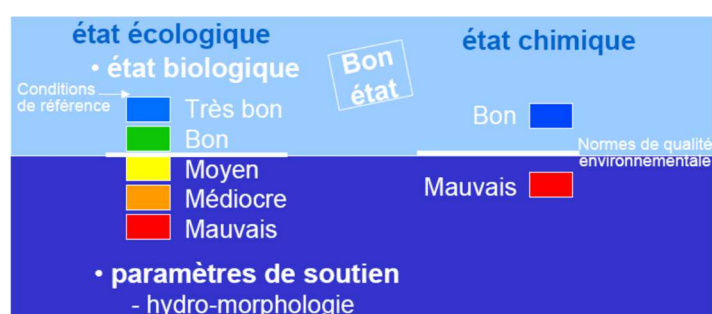 état écologique
• état biologique
Conditions
de référence
Très bon
Bon
Moyen
Médiocre
Mauvais
• paramètres de soutien
- hydro-morphologie
Bon
état
état chimique
Bon
Normes de qualité
environnementale
Mauvais